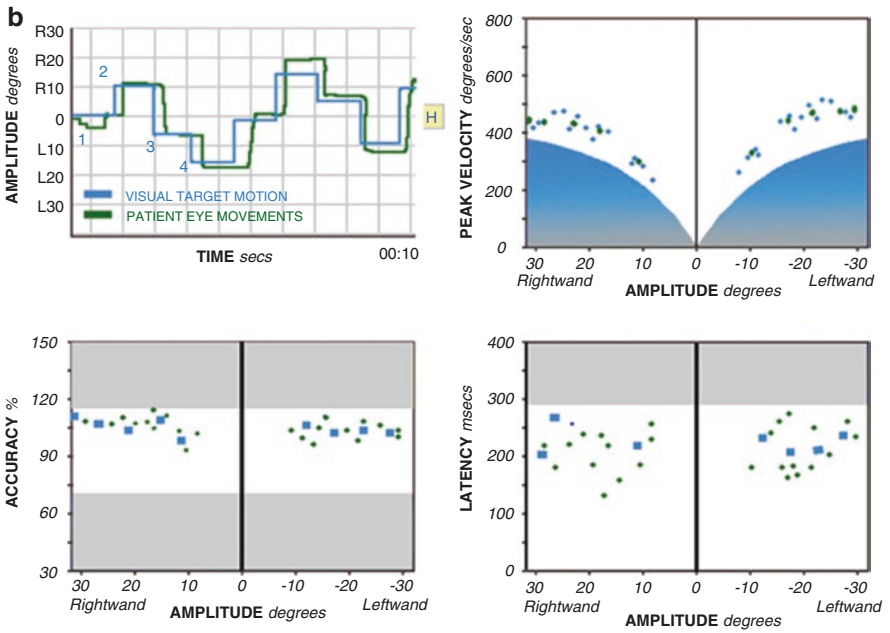 b
AMPLITUDE degrees
R30
R20
R10
0
L10
L20
L30
1
2
3
4
H
VISUAL TARGET MOTION
PATIENT EYE MOVEMENTS
TIME secs
00:10
PEAK VELOCITY degrees/sec
800
600
400
200
0
30 20 10 0 -10 -20 -30
Rightwand Leftwand
AMPLITUDE degrees
ACCURACY %
150
120
90
60
30
30 20 10 0 -10 -20 -30
Rightwand Leftwand
AMPLITUDE degrees
LATENCY msecs
400
300
200
100
0
30 20 10 0 -10 -20 -30
Rightwand Leftwand
AMPLITUDE degrees